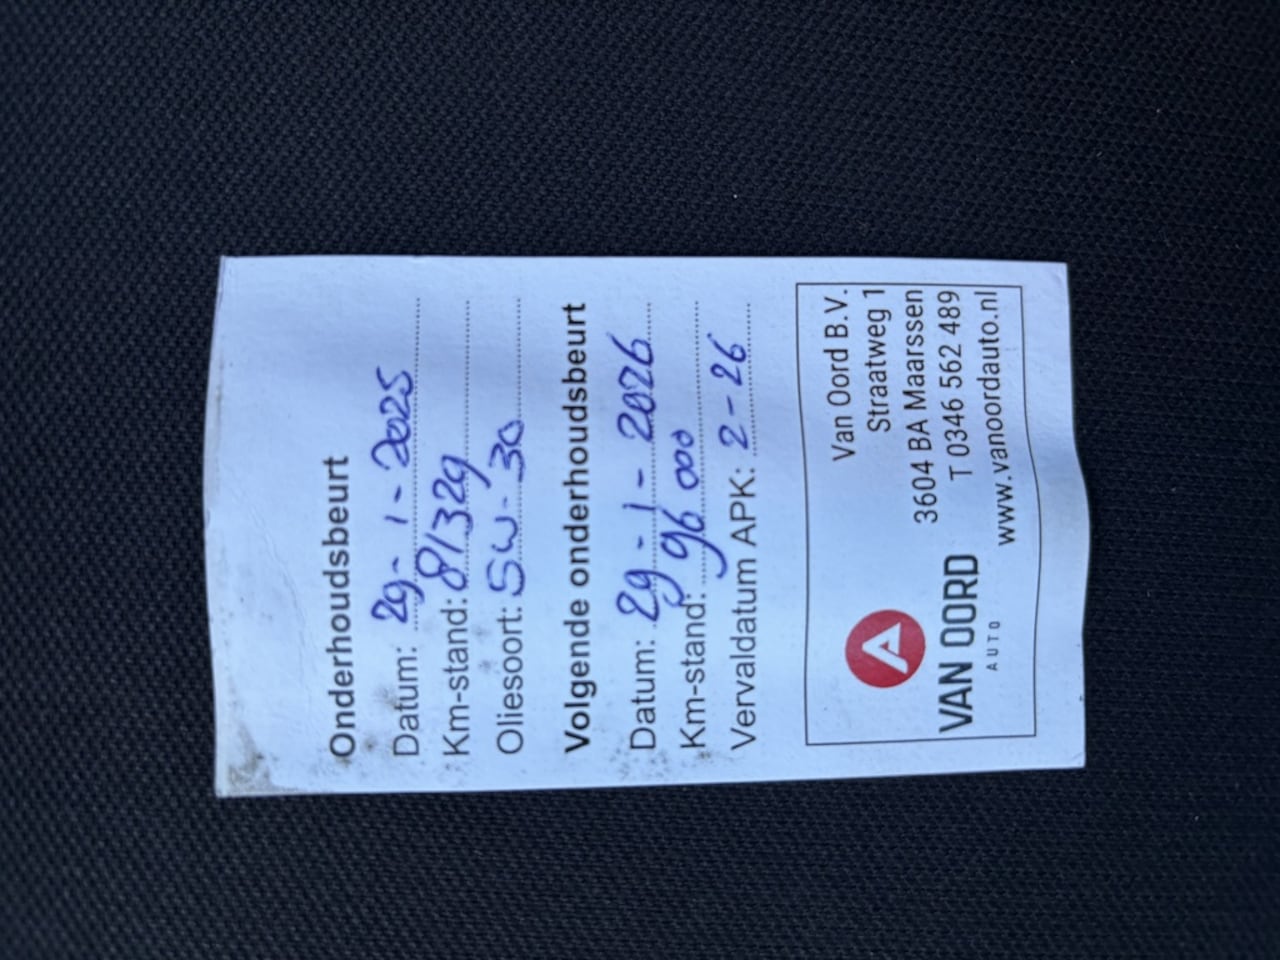 Onderhoudsbeurt
Datum: 29-1-2025
Km-stand: 81329
Oliesoort: 5W-30
Volgende onderhoudsbeurt
Datum: 29-1-2026
Km-stand: 96 000
Vervaldatum APK: 2-26
A
VAN OORD
AUTO
Van Oord B.V.
Straatweg 1
3604 BA Maarssen
T 0346 562 489
www.vanoordauto.nl